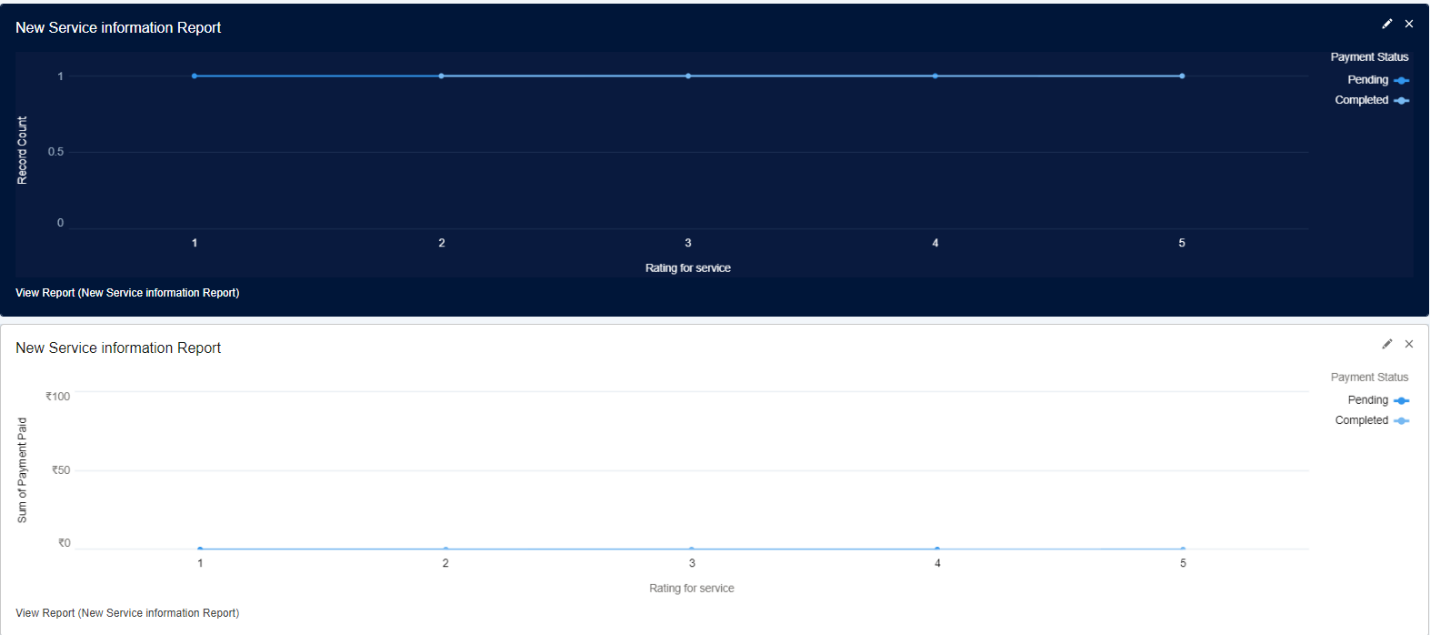 New Service information Report
Payment Status
Pending
Completed
Record Count
1
0.5
0
1 2 3 4 5
Rating for service
View Report (New Service information Report)
New Service information Report
Payment Status
Pending
Completed
Sum of Payment Paid
₹100
₹50
₹0
1 2 3 4 5
Rating for service
View Report (New Service information Report)